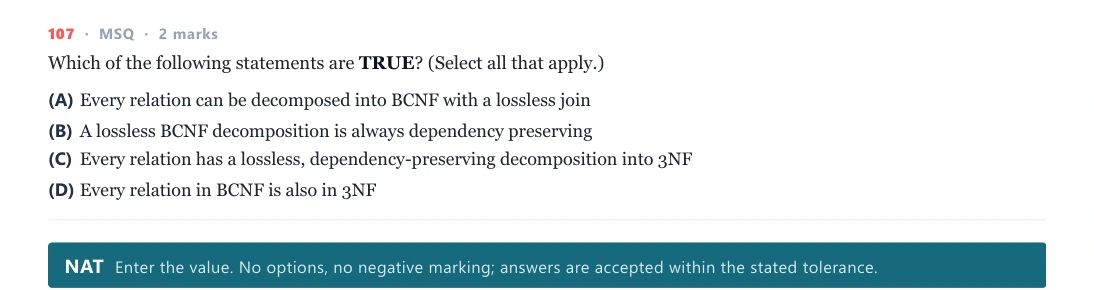 107 · MSQ · 2 marks
Which of the following statements are TRUE? (Select all that apply.)
(A) Every relation can be decomposed into BCNF with a lossless join
(B) A lossless BCNF decomposition is always dependency preserving
(C) Every relation has a lossless, dependency-preserving decomposition into 3NF
(D) Every relation in BCNF is also in 3NF
NAT Enter the value. No options, no negative marking; answers are accepted within the stated tolerance.